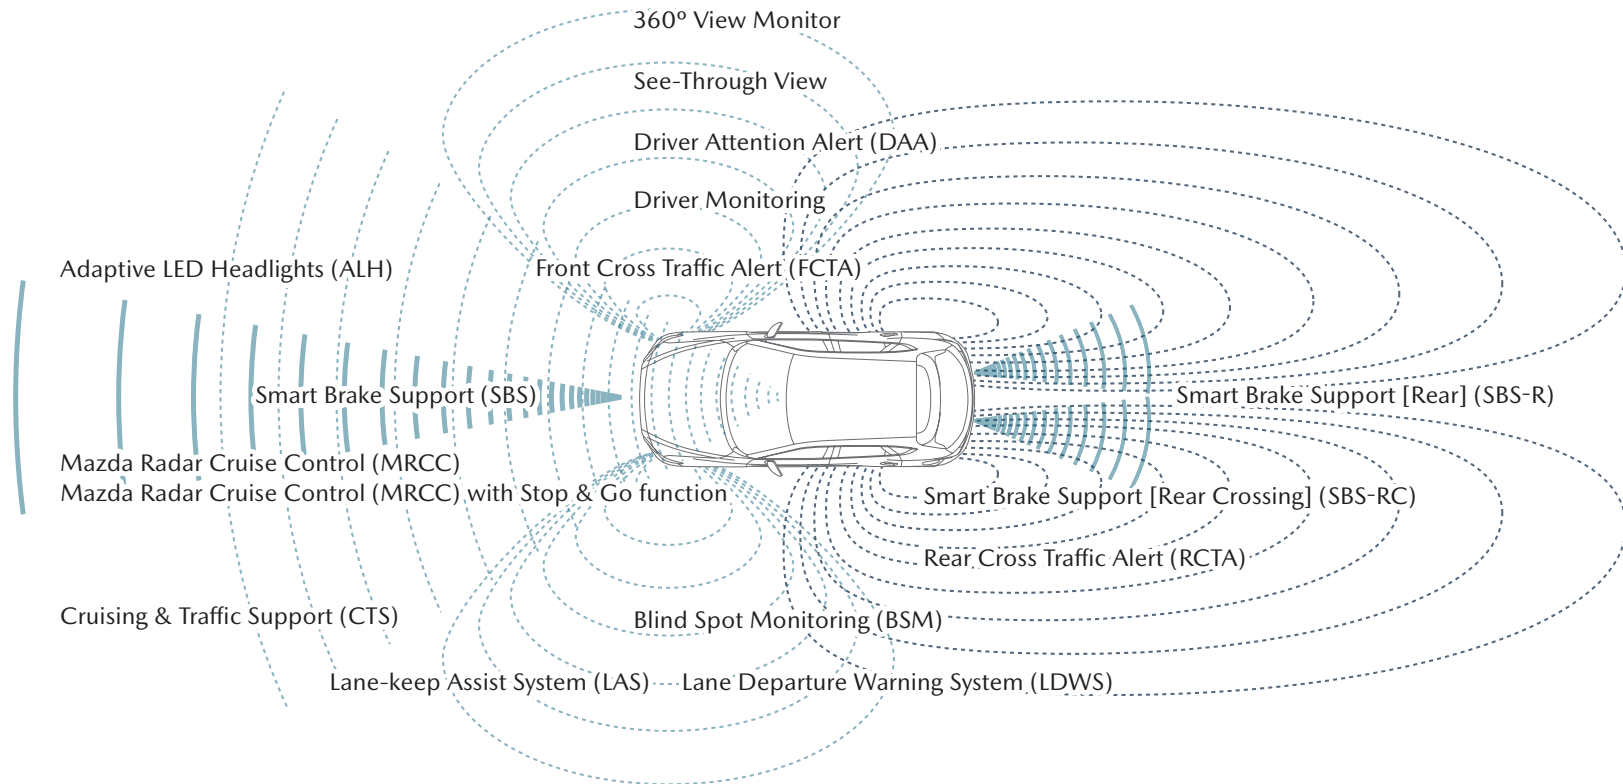 360º View Monitor
See-Through View
Driver Attention Alert (DAA)
Driver Monitoring
Adaptive LED Headlights (ALH)
Front Cross Traffic Alert (FCTA)
Smart Brake Support (SBS)
Smart Brake Support [Rear] (SBS-R)
Mazda Radar Cruise Control (MRCC)
Mazda Radar Cruise Control (MRCC) with Stop & Go function
Smart Brake Support [Rear Crossing] (SBS-RC)
Rear Cross Traffic Alert (RCTA)
Cruising & Traffic Support (CTS)
Blind Spot Monitoring (BSM)
Lane-keep Assist System (LAS)
Lane Departure Warning System (LDWS)